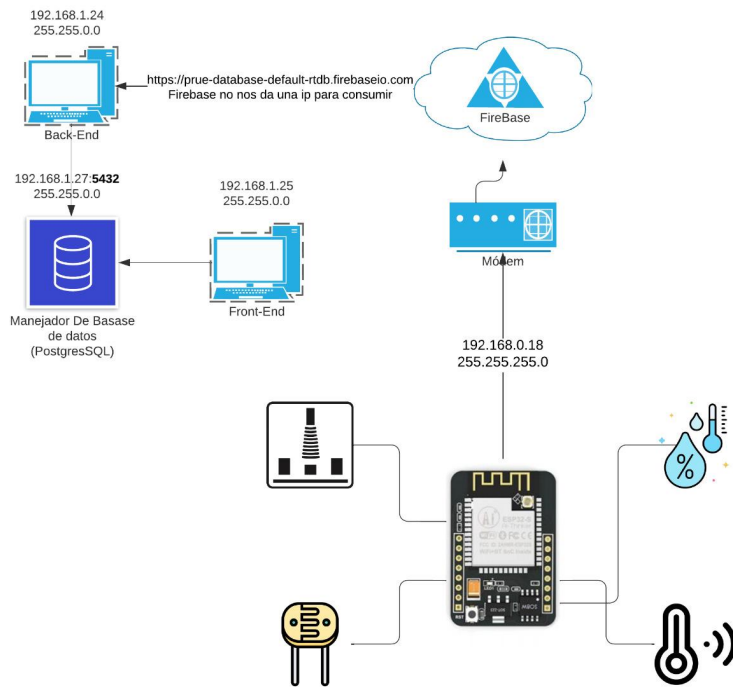 192.168.1.24
255.255.0.0
Back-End
https://prue-database-default-rtdb.firebaseio.com
Firebase no nos da una ip para consumir
FireBase
192.168.1.27:5432
255.255.0.0
192.168.1.25
255.255.0.0
Módem
Front-End
Manejador De Basase
de datos
(PostgresSQL)
192.168.0.18
255.255.255.0
%